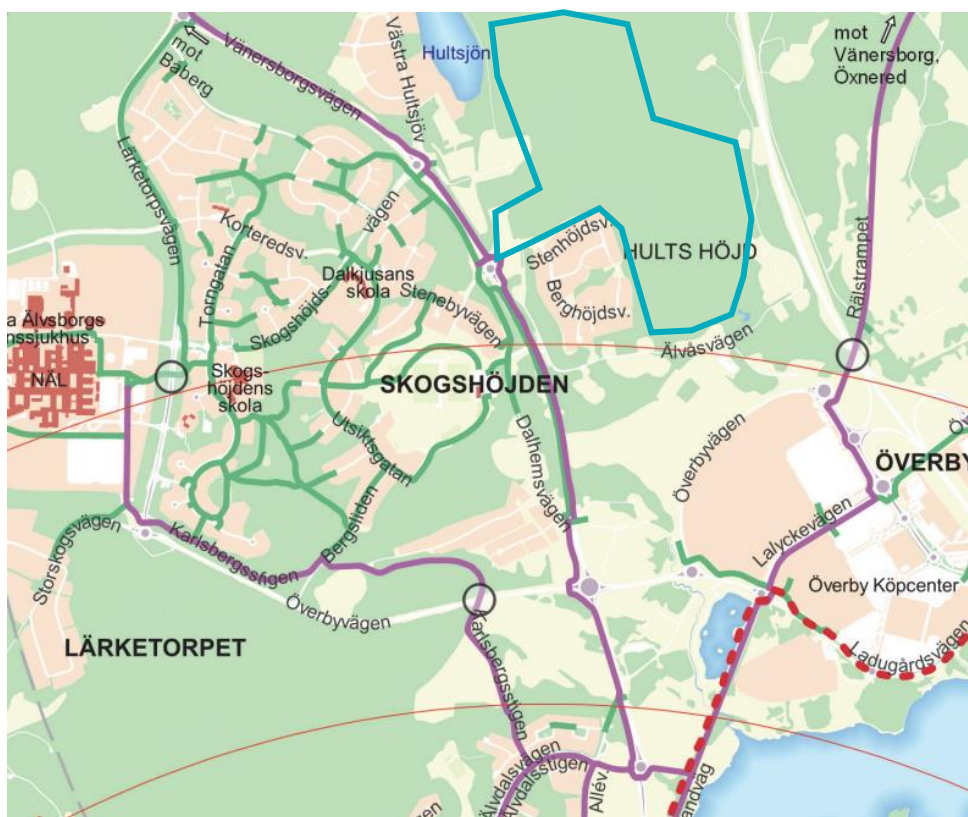 mot
Vänersborg,
Öxnered
Hultsjön
Västra Hultsjöv
Vänersborgsvägen
mot
Båberg
Lärketorpsvägen
Korteredsv.
vägen
Stenhöjdsv.
HULTS HÖJD
Rälstrampet
Torngatan
Dalkjusans
skola
Stenebyvägen
Berghöjdsv.
Skogshöjds-
Älvsborgs
NÄL
Älvåsvägen
Skogs-
höjdens
skola
SKOGSHÖJDEN
Utsiktsgatan
Dalhemsvägen
Överbyvägen
ÖVERBY
Bergsliden
Lalyckevägen
Storskogsvägen
Karlsbergsstigen
Överbyvägen
Överby Köpcenter
LÄRKETORPET
Karlsbergsstigen
Ladugårdsvägen
Älvdalsvägen
Älvdalsstigen
Allév.